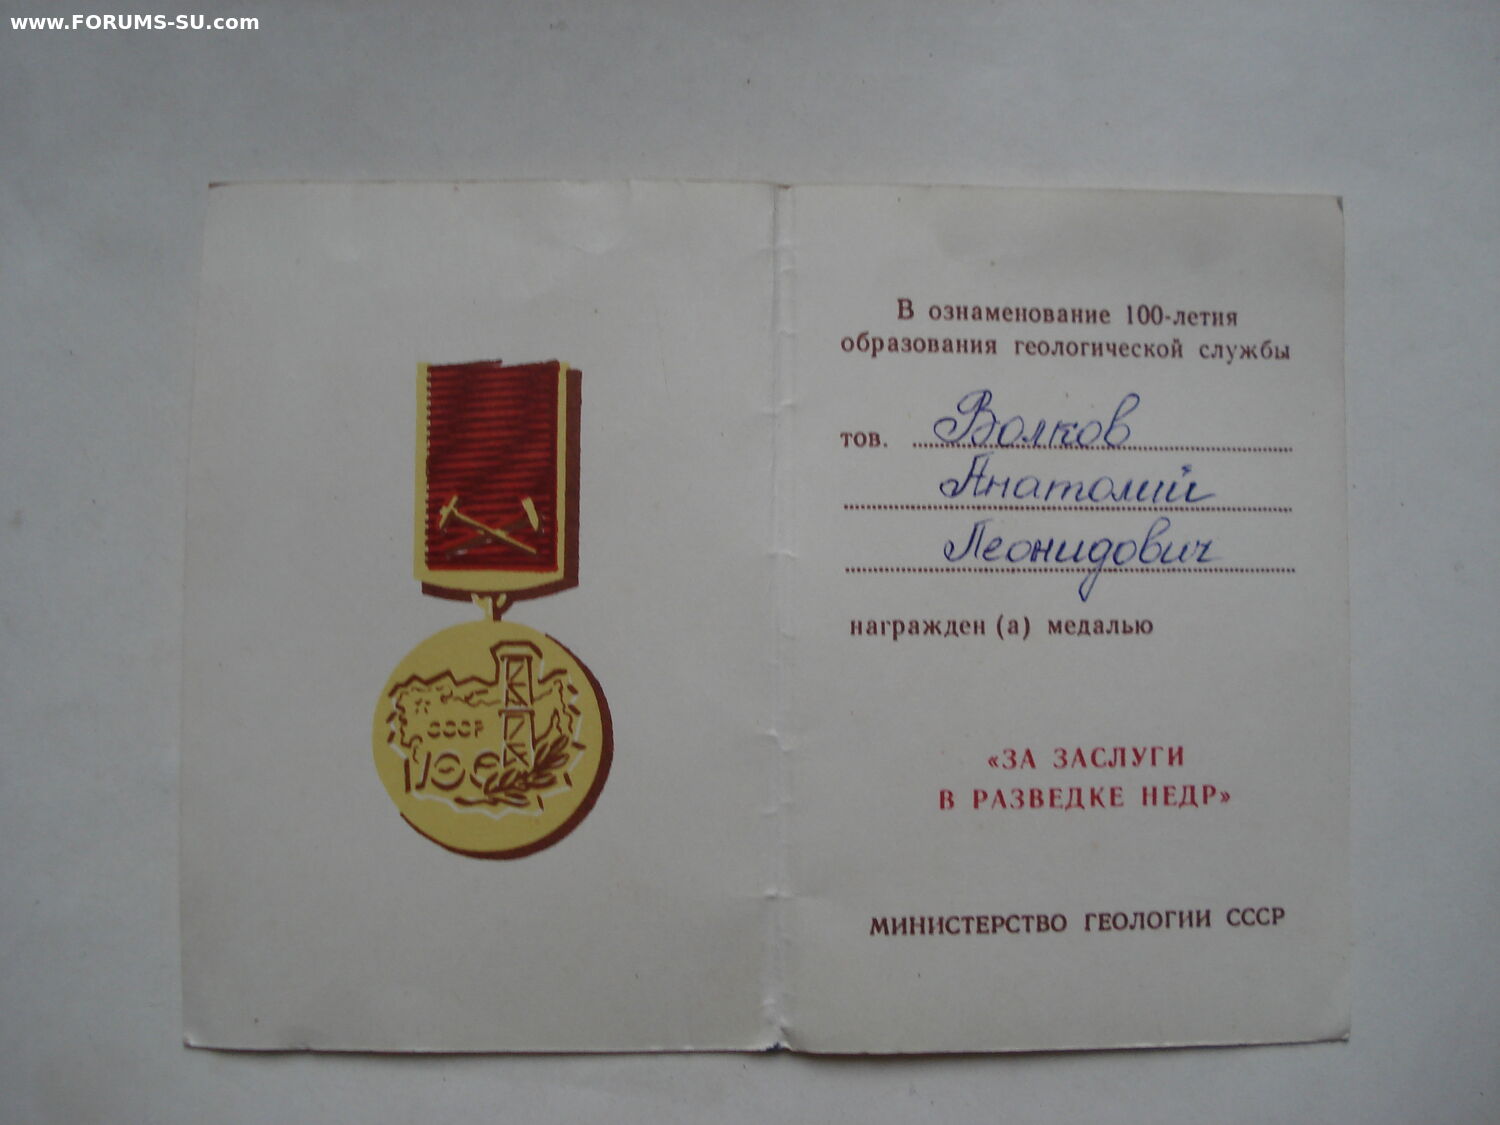 www.FORUMS-SU.com
СССР
100
В ознаменование 100-летия
образования геологической службы
тов. Волков
Анатолий
Леонидович
награжден (а) медалью
«ЗА ЗАСЛУГИ
В РАЗВЕДКЕ НЕДР»
МИНИСТЕРСТВО ГЕОЛОГИИ СССР